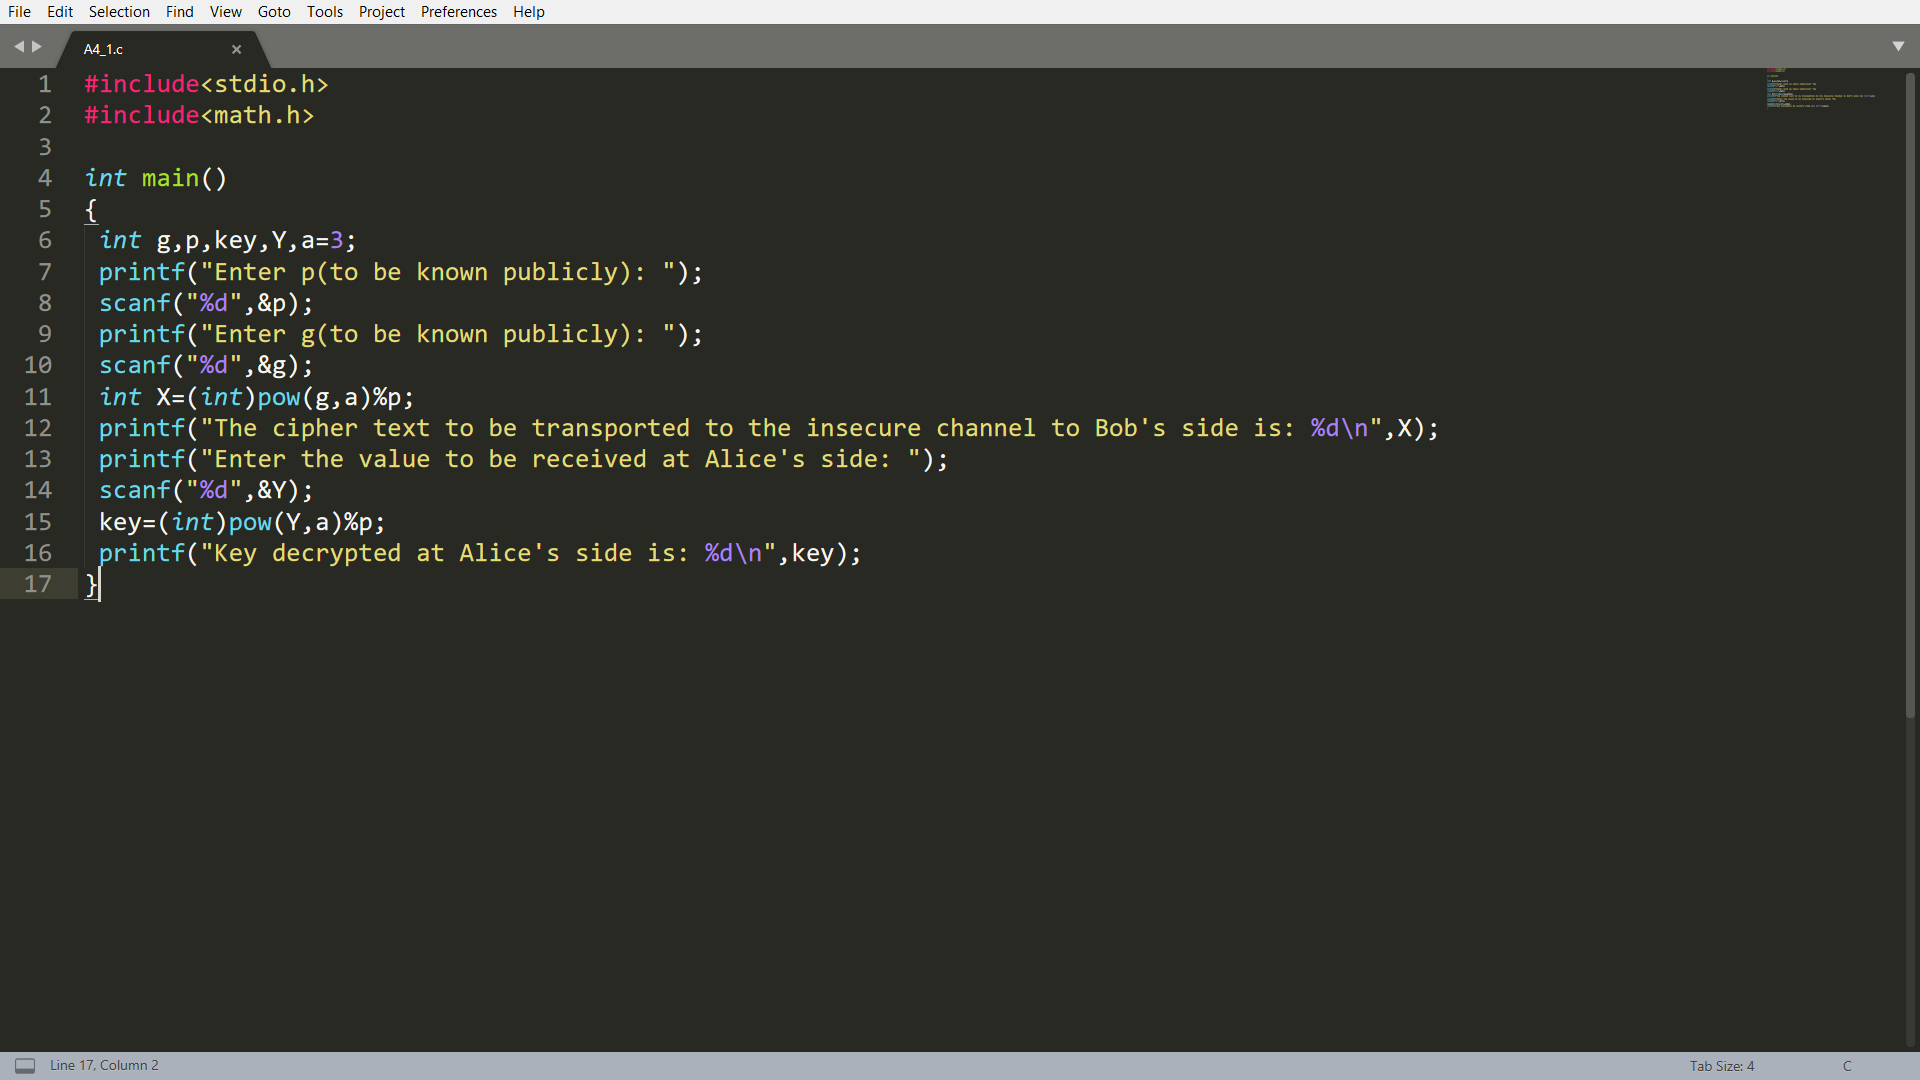 File Edit Selection Find View Goto Tools Project Preferences Help
A4_1.c
1 #include<stdio.h>
2 #include<math.h>
3
4 int main()
5 {
6 int g,p,key,Y,a=3;
7 printf("Enter p(to be known publicly): ");
8 scanf("%d",&p);
9 printf("Enter g(to be known publicly): ");
10 scanf("%d",&g);
11 int X=(int)pow(g,a)%p;
12 printf("The cipher text to be transported to the insecure channel to Bob's side is: %d\n",X);
13 printf("Enter the value to be received at Alice's side: ");
14 scanf("%d",&Y);
15 key=(int)pow(Y,a)%p;
16 printf("Key decrypted at Alice's side is: %d\n",key);
17 }
Line 17, Column 2 Tab Size: 4 C